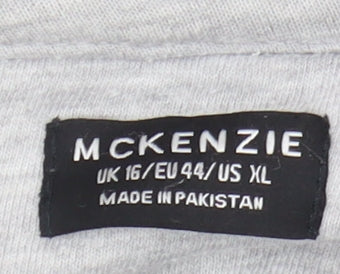 MCKENZIE
UK 16/EU 44/US XL
MADE IN PAKISTAN